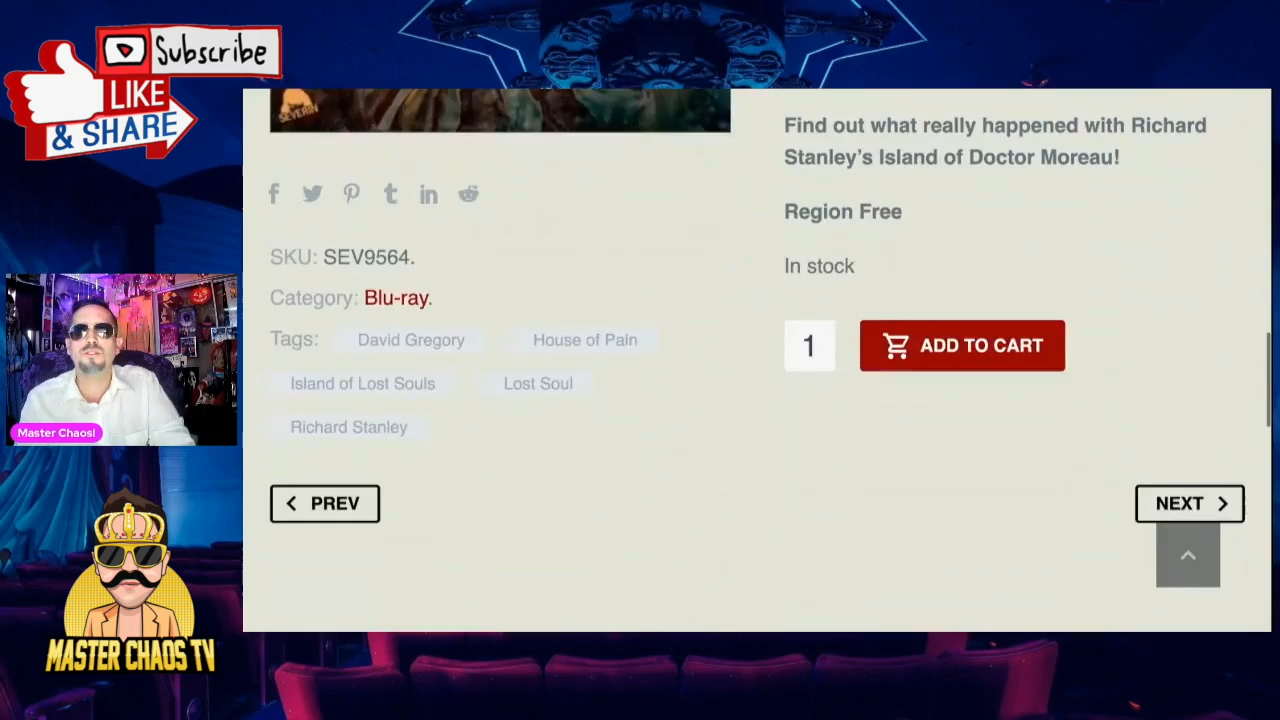 Subscribe
LIKE
& SHARE
SEVERIN
Find out what really happened with Richard
Stanley’s Island of Doctor Moreau!
Region Free
In stock
SKU: SEV9564.
Category: Blu-ray.
Tags: David Gregory House of Pain
Island of Lost Souls Lost Soul
Richard Stanley
1 ADD TO CART
PREV
NEXT
Master Chaos!
MASTER CHAOS TV